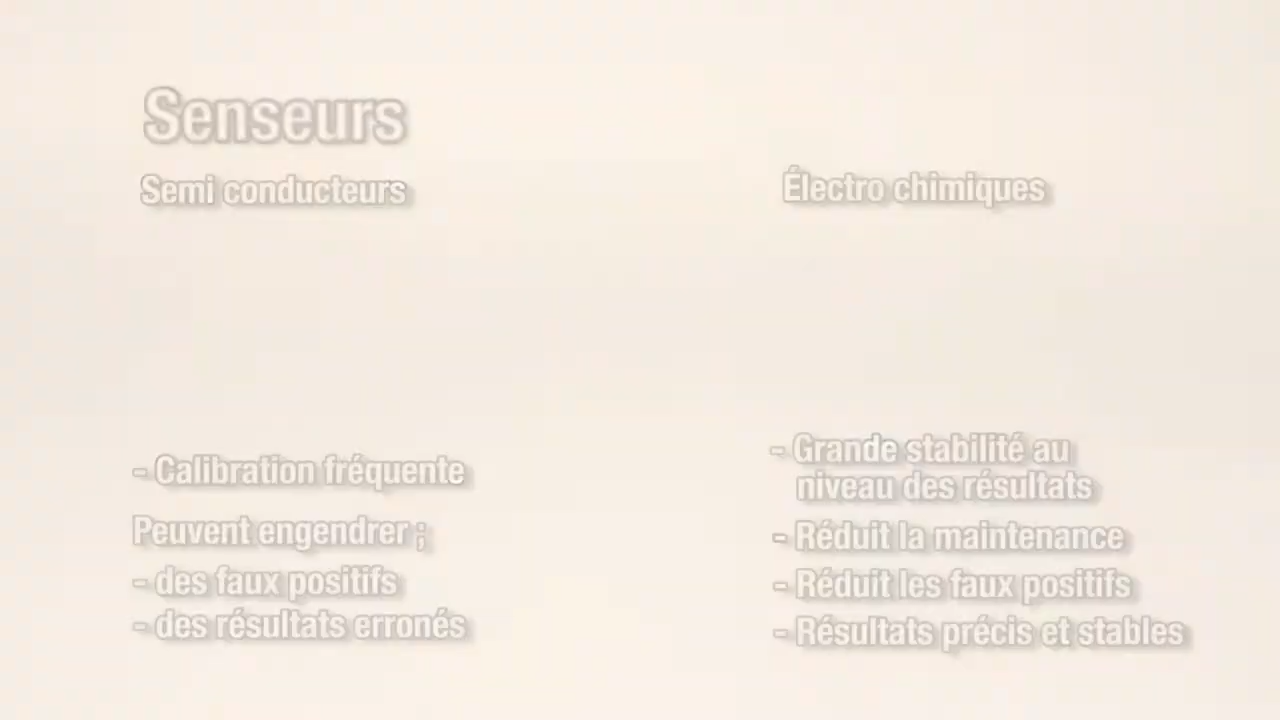 Senseurs
Semi conducteurs
- Calibration fréquente
Peuvent engendrer ;
- des faux positifs
- des résultats erronés
Électro chimiques
- Grande stabilité au
niveau des résultats
- Réduit la maintenance
- Réduit les faux positifs
- Résultats précis et stables